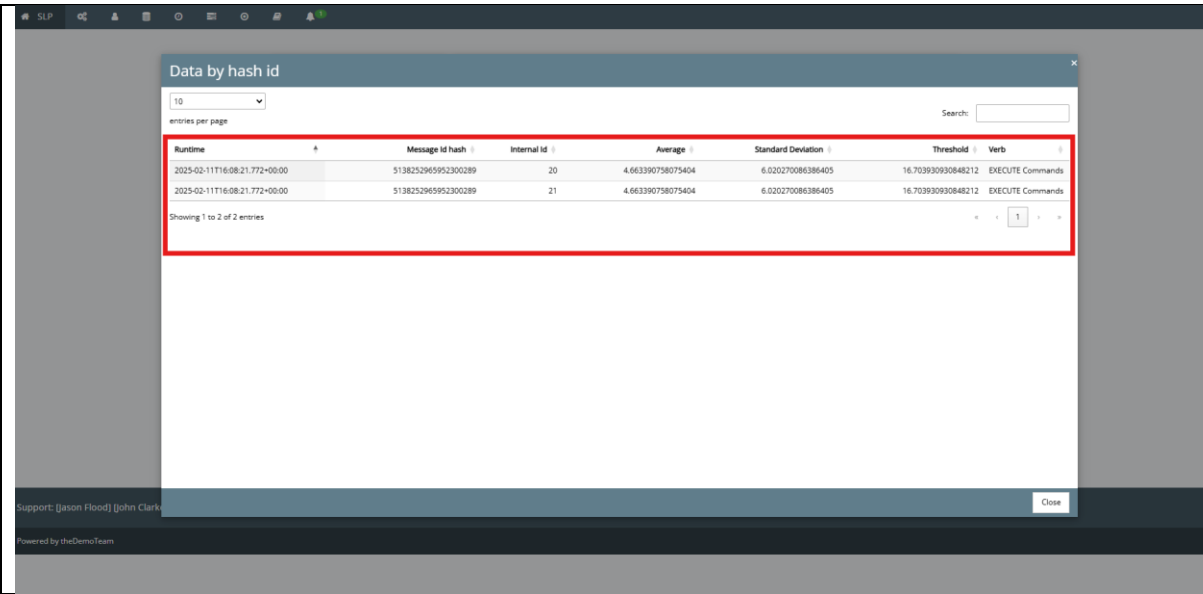 SLP 1
Data by hash id ×
10
entries per page
Search:
Runtime Message Id hash Internal Id Average Standard Deviation Threshold Verb
2025-02-11T16:08:21.772+00:00 5138252965952300289 20 4.663390758075404 6.020270086386405 16.703930930848212 EXECUTE Commands
2025-02-11T16:08:21.772+00:00 5138252965952300289 21 4.663390758075404 6.020270086386405 16.703930930848212 EXECUTE Commands
Showing 1 to 2 of 2 entries « ‹ 1 › »
Support: [Jason Flood] [John Clark
Close
Powered by theDemoTeam